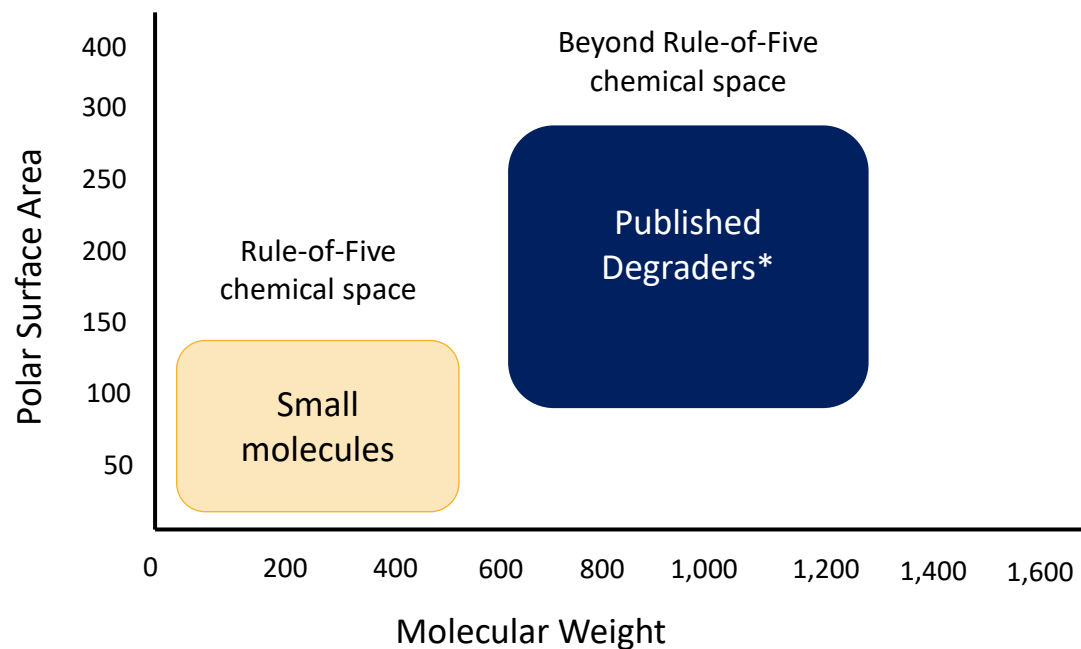 Beyond Rule-of-Five
chemical space
400
300
250
200
150
100
50
Polar Surface Area
Rule-of-Five
chemical space
Published
Degraders*
Small
molecules
0 200 400 600 800 1,000 1,200 1,400 1,600
Molecular Weight